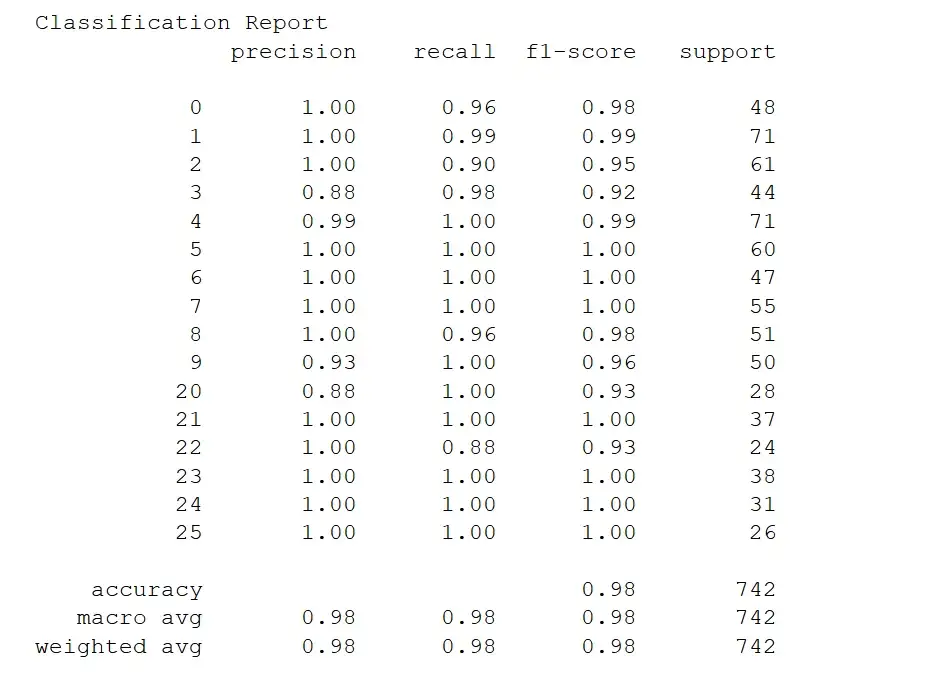 Classification Report
precision recall f1-score support
0 1.00 0.96 0.98 48
1 1.00 0.99 0.99 71
2 1.00 0.90 0.95 61
3 0.88 0.98 0.92 44
4 0.99 1.00 0.99 71
5 1.00 1.00 1.00 60
6 1.00 1.00 1.00 47
7 1.00 1.00 1.00 55
8 1.00 0.96 0.98 51
9 0.93 1.00 0.96 50
20 0.88 1.00 0.93 28
21 1.00 1.00 1.00 37
22 1.00 0.88 0.93 24
23 1.00 1.00 1.00 38
24 1.00 1.00 1.00 31
25 1.00 1.00 1.00 26
accuracy 0.98 742
macro avg 0.98 0.98 0.98 742
weighted avg 0.98 0.98 0.98 742